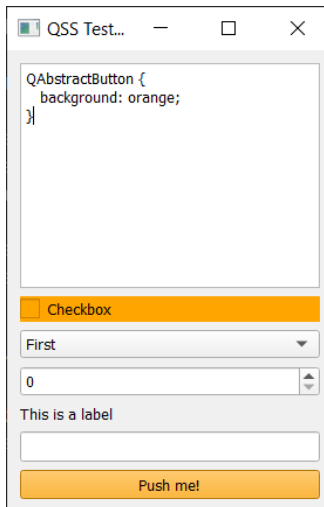 QSS Test...
QAbstractButton {
   background: orange;
}
Checkbox
First
0
This is a label
Push me!